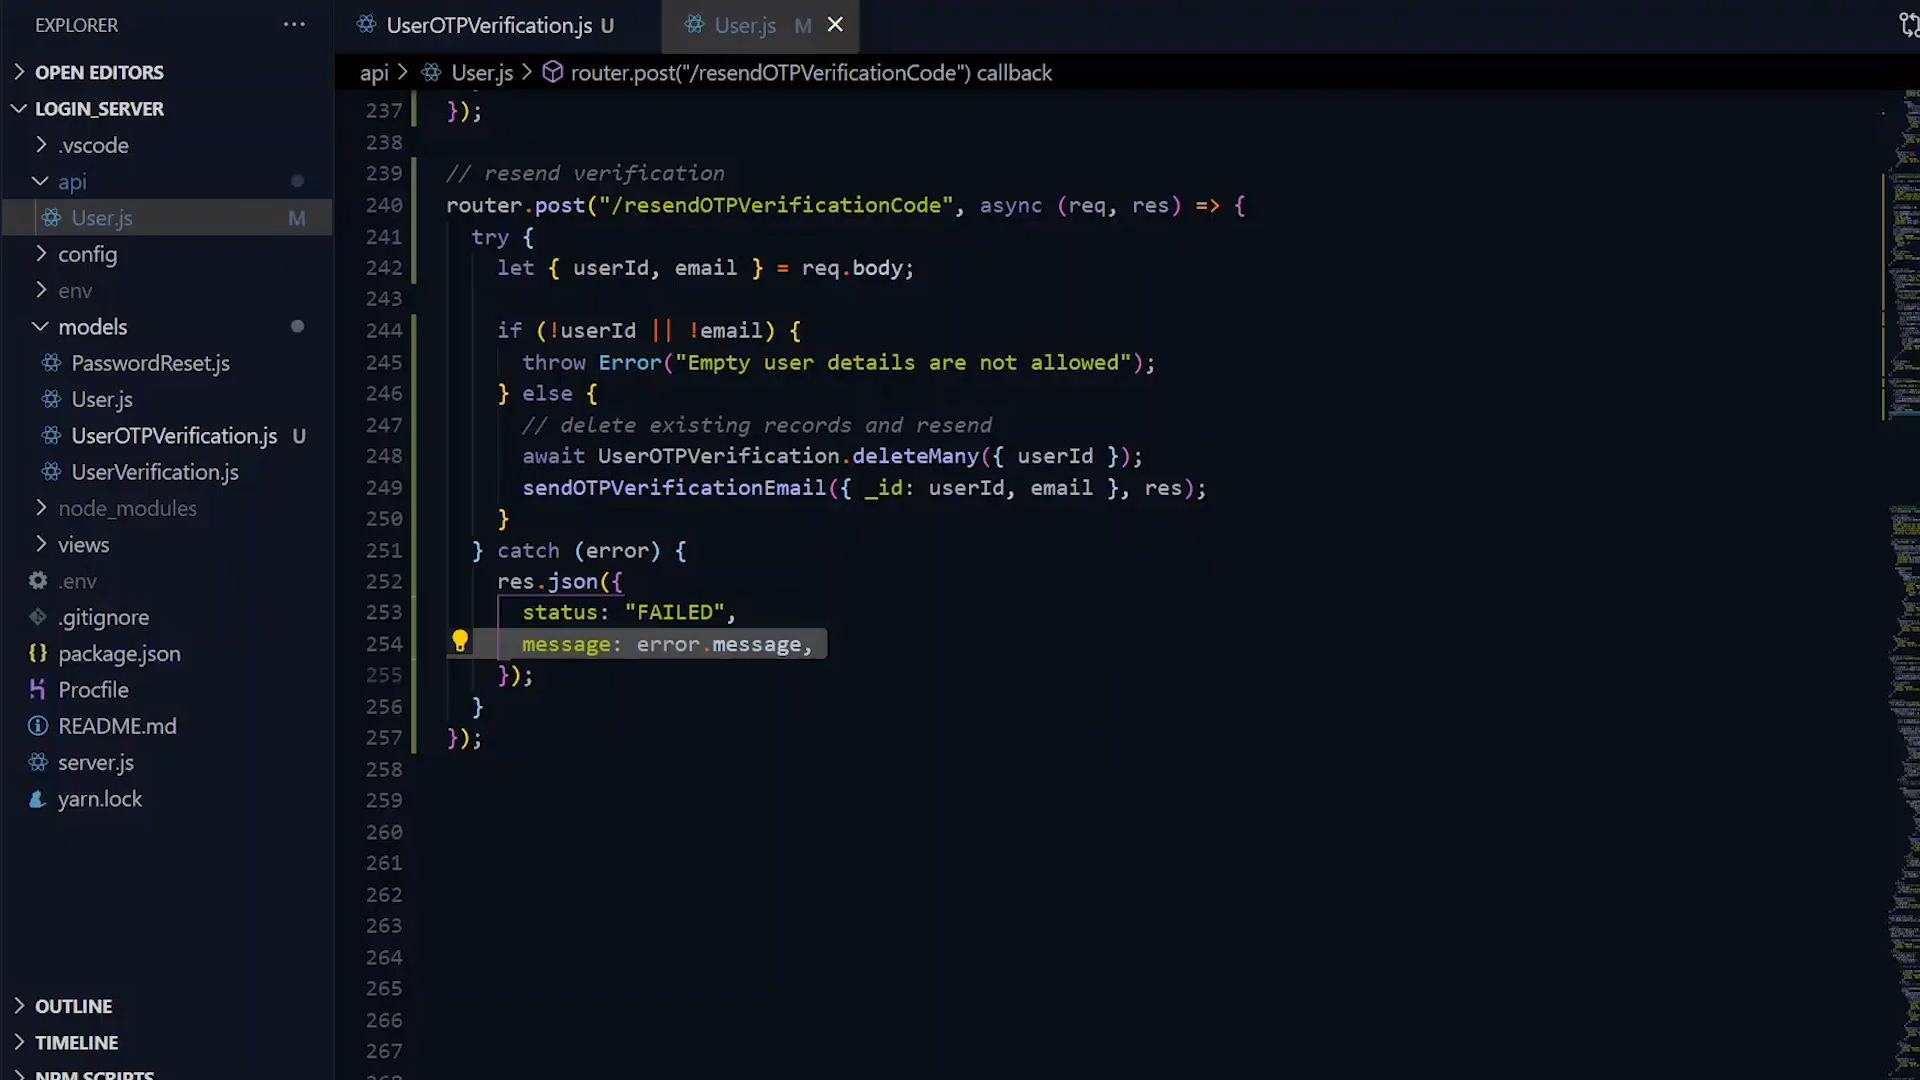 EXPLORER
OPEN EDITORS
LOGIN_SERVER
.vscode
api
User.js M
config
env
models
PasswordReset.js
User.js
UserOTPVerification.js U
UserVerification.js
node_modules
views
.env
.gitignore
package.json
Procfile
README.md
server.js
yarn.lock
OUTLINE
TIMELINE
NPM SCRIPTS
UserOTPVerification.js U
User.js M
api > User.js > router.post("/resendOTPVerificationCode") callback
237 });
238
239 // resend verification
240 router.post("/resendOTPVerificationCode", async (req, res) => {
241 try {
242 let { userId, email } = req.body;
243
244 if (!userId || !email) {
245 throw Error("Empty user details are not allowed");
246 } else {
247 // delete existing records and resend
248 await UserOTPVerification.deleteMany({ userId });
249 sendOTPVerificationEmail({ _id: userId, email }, res);
250 }
251 } catch (error) {
252 res.json({
253 status: "FAILED",
254 message: error.message,
255 });
256 }
257 });
258
259
260
261
262
263
264
265
266
267